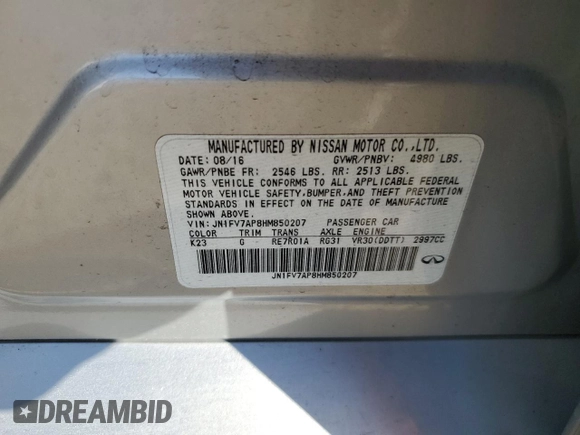 MANUFACTURED BY NISSAN MOTOR CO.,LTD.
DATE: 08/16 GVWR/PNBV: 4980 LBS.
GAWR/PNBE FR: 2546 LBS. RR: 2513 LBS.
THIS VEHICLE CONFORMS TO ALL APPLICABLE FEDERAL
MOTOR VEHICLE SAFETY,BUMPER,AND THEFT PREVENTION
STANDARDS IN EFFECT ON THE DATE OF MANUFACTURE
SHOWN ABOVE.
VIN: JN1FV7AP8HM850207 PASSENGER CAR
COLOR TRIM TRANS AXLE ENGINE
K23 G RE7R01A RG31 VR30(DDTT) 2997CC
JN1FV7AP8HM850207
DREAMBID